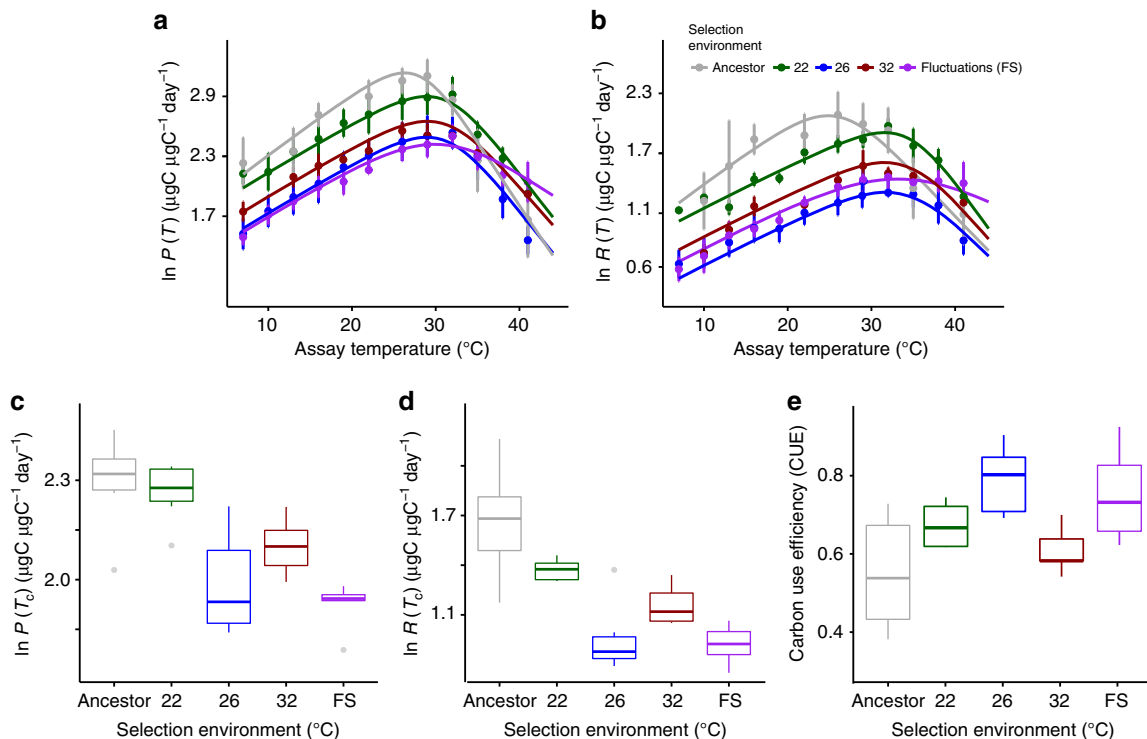 a
b
Selection
environment
Ancestor 22 26 32 Fluctuations (FS)
ln P (T) (µgC µgC⁻¹ day⁻¹)
2.9
2.3
1.7
10 20 30 40
Assay temperature (°C)
ln R (T) (µgC µgC⁻¹ day⁻¹)
2.3
1.7
1.1
0.6
10 20 30 40
Assay temperature (°C)
c
d
e
ln P (Tc) (µgC µgC⁻¹ day⁻¹)
2.3
2.0
Ancestor 22 26 32 FS
Selection environment (°C)
ln R (Tc) (µgC µgC⁻¹ day⁻¹)
1.7
1.1
Ancestor 22 26 32 FS
Selection environment (°C)
Carbon use efficiency (CUE)
0.8
0.6
0.4
Ancestor 22 26 32 FS
Selection environment (°C)